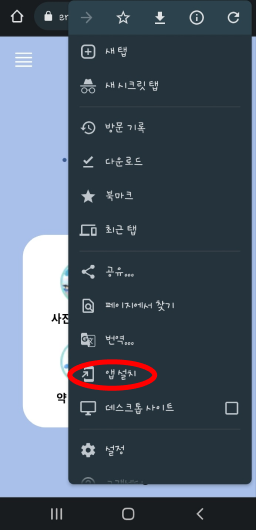 새 탭
새 시크릿 탭
방문 기록
다운로드
북마크
최근 탭
공유...
페이지에서 찾기
사진
번역...
앱 설치
약
데스크톱 사이트
설정